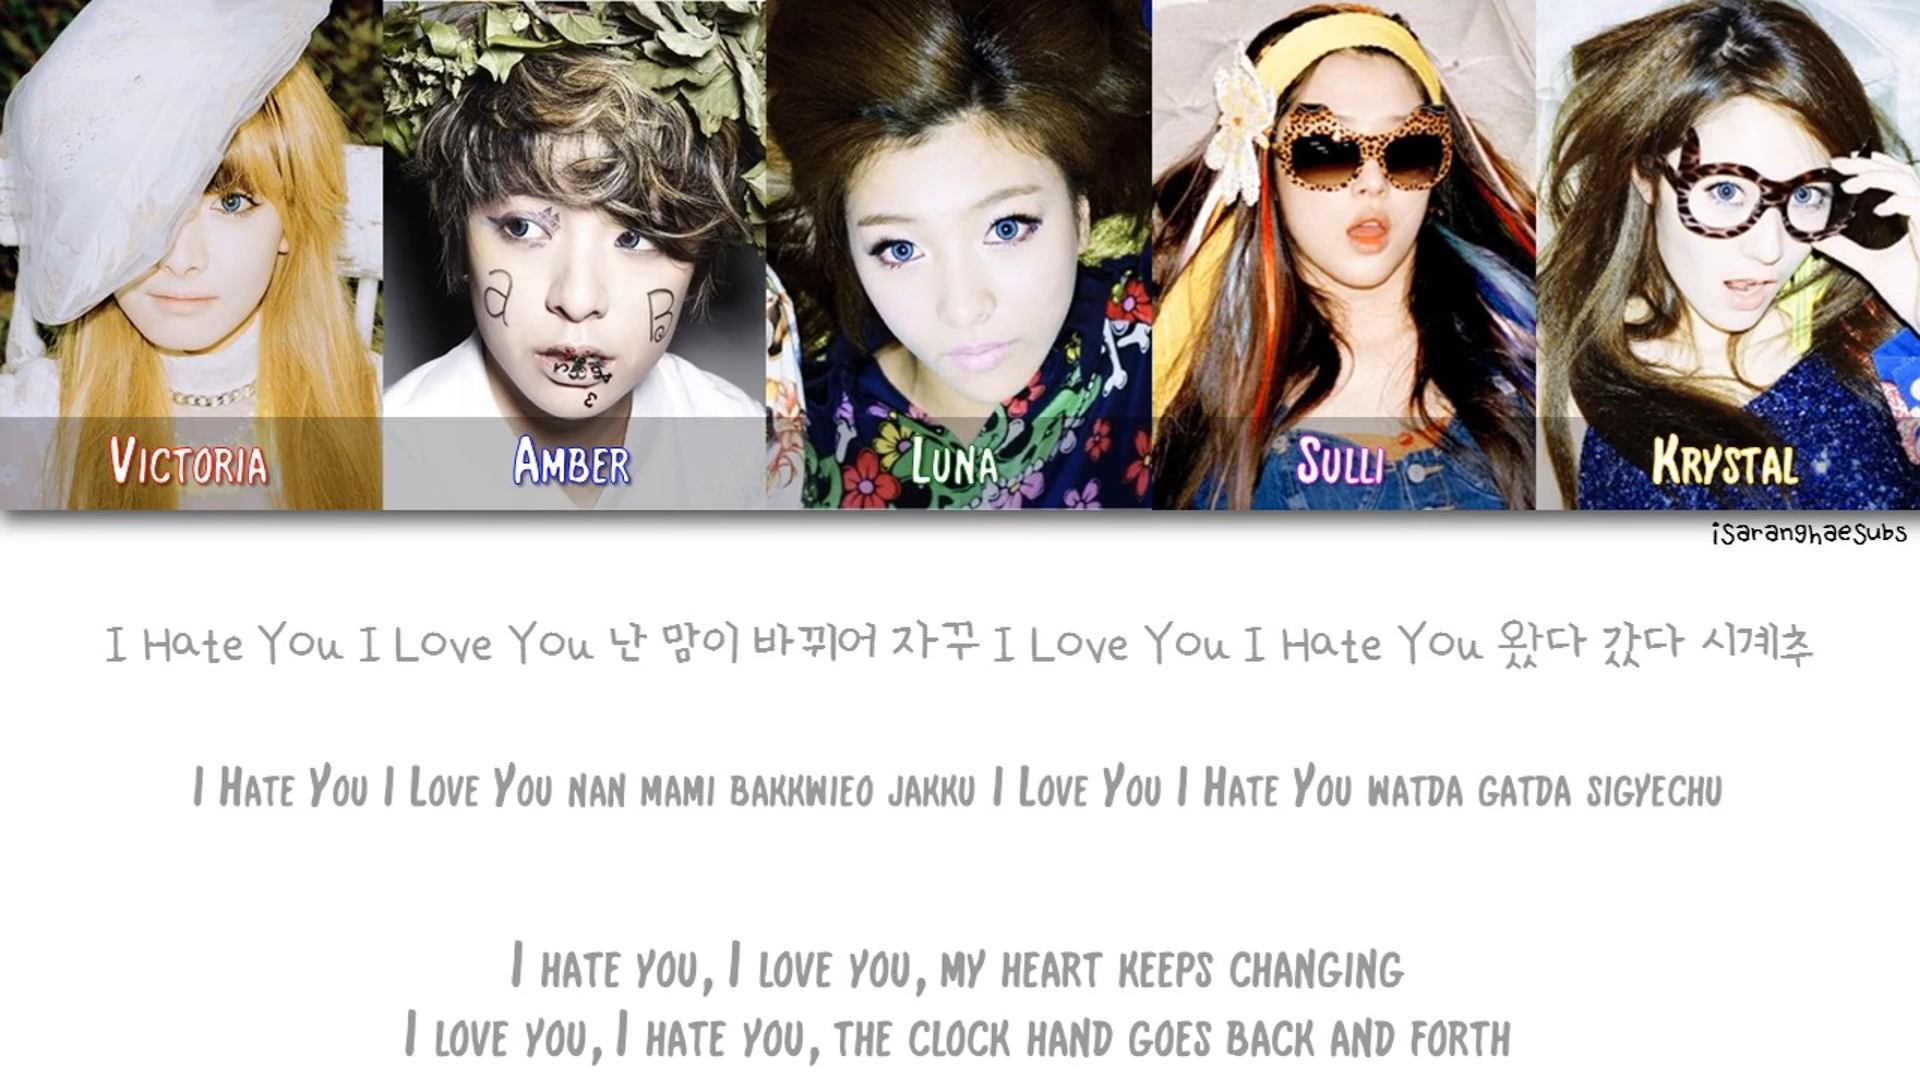 VICTORIA
AMBER
LUNA
SULLI
KRYSTAL
isaranghaesubs
I Hate You I Love You 난 맘이 바뀌어 자꾸 I Love You I Hate You 왔다 갔다 시계추
I HATE YOU I LOVE YOU NAN MAMI BAKKWIEO JAKKU I LOVE YOU I HATE YOU WATDA GATDA SIGYECHU
I HATE YOU, I LOVE YOU, MY HEART KEEPS CHANGING
I LOVE YOU, I HATE YOU, THE CLOCK HAND GOES BACK AND FORTH